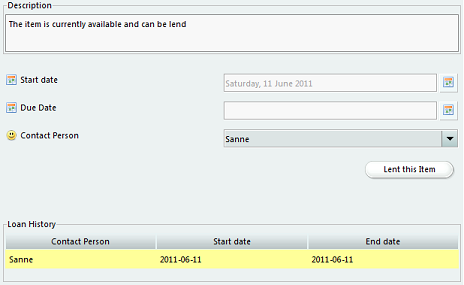 Description
The item is currently available and can be lend
Start date
Saturday, 11 June 2011
Due Date
Contact Person
Sanne
Lent this Item
Loan History
Contact Person Start date End date
Sanne 2011-06-11 2011-06-11